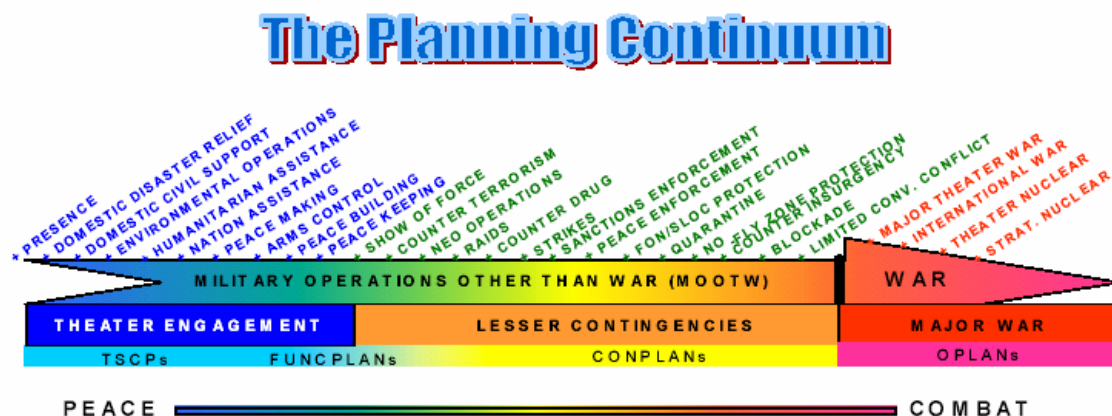 The Planning Continuum
+ PRESENCE
+ DOMESTIC DISASTER RELIEF
+ DOMESTIC CIVIL SUPPORT
+ ENVIRONMENTAL OPERATIONS
+ HUMANITARIAN ASSISTANCE
+ NATION ASSISTANCE
+ PEACE MAKING
+ ARMS CONTROL
+ PEACE BUILDING
+ PEACE KEEPING
+ SHOW OF FORCE
+ COUNTER TERRORISM
+ NEO OPERATIONS
+ RAIDS
+ COUNTER DRUG
+ STRIKES
+ SANCTIONS ENFORCEMENT
+ PEACE ENFORCEMENT
+ FON/SLOC PROTECTION
+ QUARANTINE
+ NO FLY ZONE PROTECTION
+ COUNTER INSURGENCY
+ BLOCKADE
+ LIMITED CONV. CONFLICT
+ MAJOR THEATER WAR
+ INTERNATIONAL WAR
+ THEATER NUCLEAR
+ STRAT. NUCLEAR
MILITARY OPERATIONS OTHER THAN WAR (MOOTW)
WAR
THEATER ENGAGEMENT
LESSER CONTINGENCIES
MAJOR WAR
TSCPs
FUNCPLANs
CONPLANs
OPLANs
PEACE
COMBAT